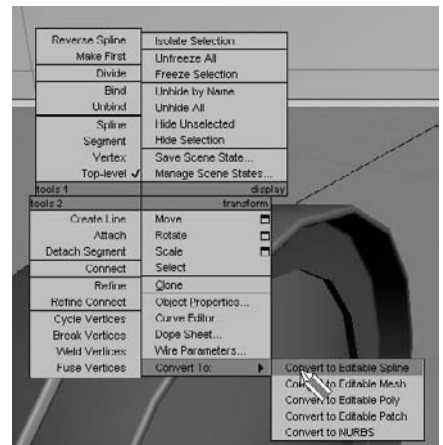 Reverse Spline
Make First
Divide
Bind
Unbind
Spline
Segment
Vertex
Top-level ✓
tools 1
Isolate Selection
Unfreeze All
Freeze Selection
Unhide by Name
Unhide All
Hide Unselected
Hide Selection
Save Scene State...
Manage Scene States...
display
tools 2
Create Line
Attach
Detach Segment
Connect
Refine
Refine Connect
Cycle Vertices
Break Vertices
Weld Vertices
Fuse Vertices
transform
Move
Rotate
Scale
Select
Clone
Object Properties...
Curve Editor...
Dope Sheet...
Wire Parameters...
Convert To:
Convert to Editable Spline
Convert to Editable Mesh
Convert to Editable Poly
Convert to Editable Patch
Convert to NURBS